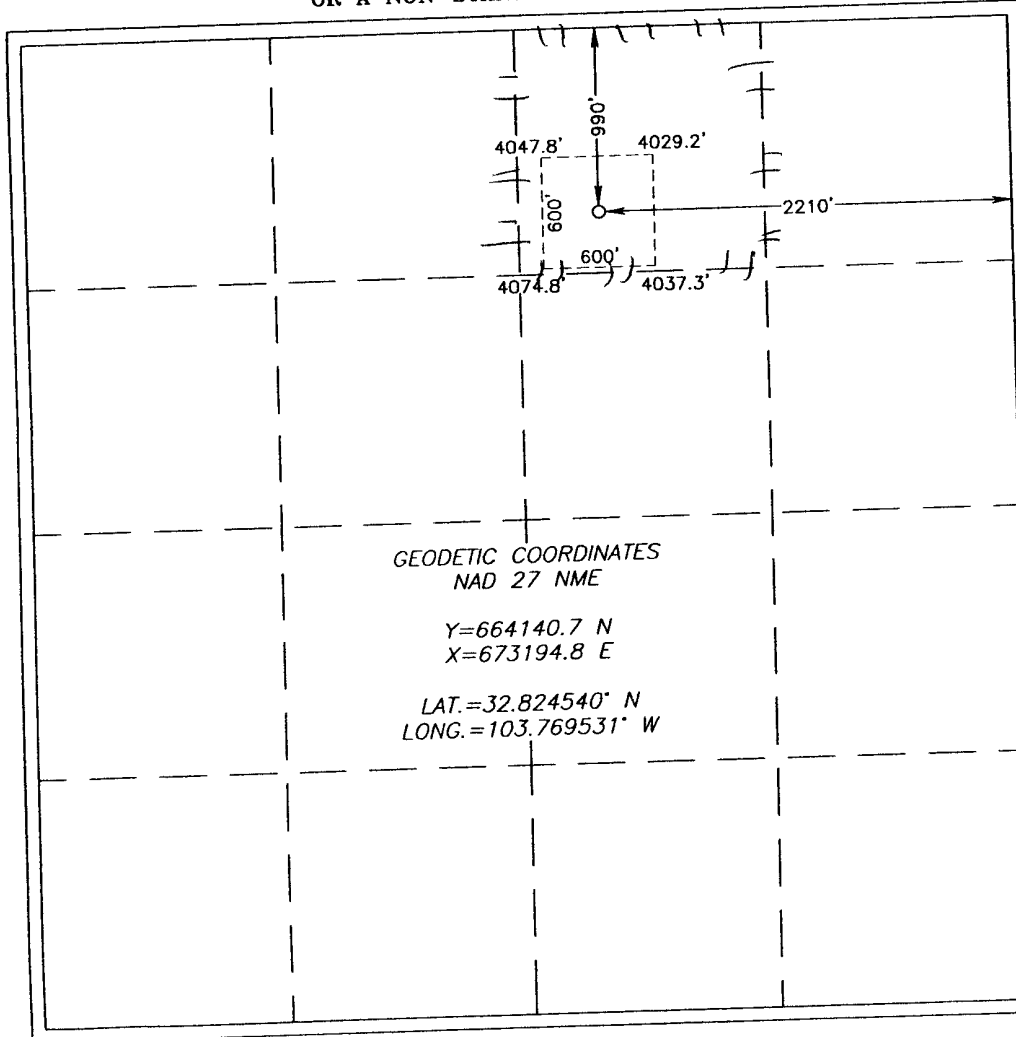 990'
4047.8' 4029.2'
600'
2210'
600'
4074.8' 4037.3'
GEODETIC COORDINATES
NAD 27 NME
Y=664140.7 N
X=673194.8 E
LAT.=32.824540° N
LONG.=103.769531° W